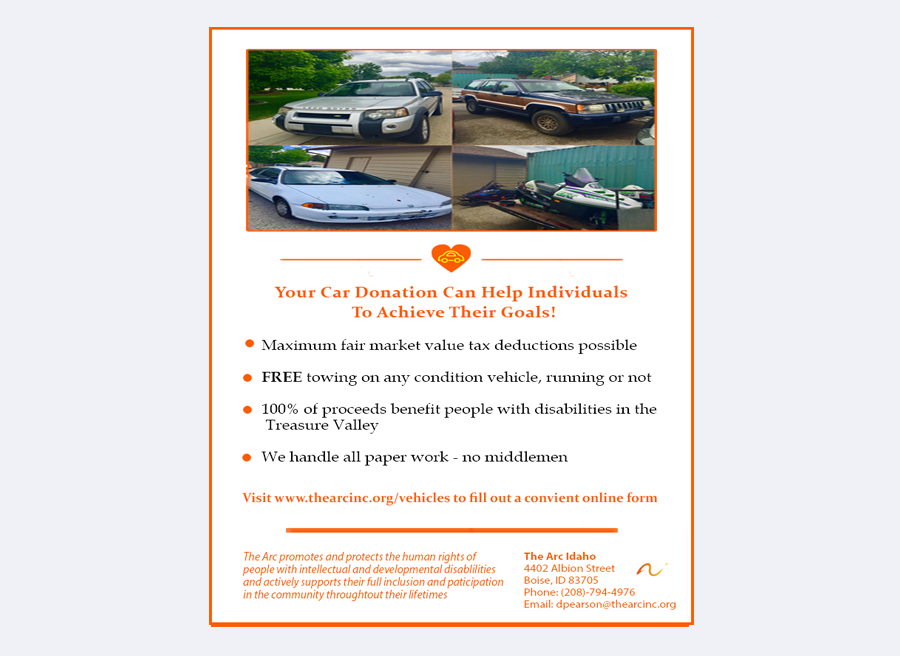 Your Car Donation Can Help Individuals
To Achieve Their Goals!
Maximum fair market value tax deductions possible
FREE towing on any condition vehicle, running or not
100% of proceeds benefit people with disabilities in the
Treasure Valley
We handle all paper work - no middlemen
Visit www.thearcinc.org/vehicles to fill out a convient online form
The Arc promotes and protects the human rights of
people with intellectual and developmental disablilities
and actively supports their full inclusion and paticipation
in the community throughtout their lifetimes
The Arc Idaho
4402 Albion Street
Boise, ID 83705
Phone: (208)-794-4976
Email: dpearson@thearcinc.org